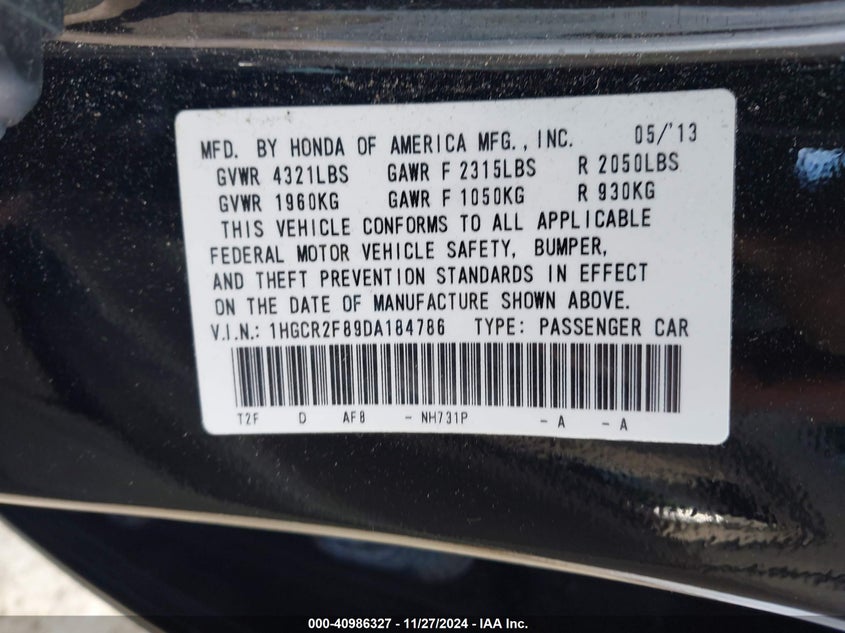 MFD. BY HONDA OF AMERICA MFG., INC. 05/'13
GVWR 4321LBS GAWR F 2315LBS R 2050LBS
GVWR 1960KG GAWR F 1050KG R 930KG
THIS VEHICLE CONFORMS TO ALL APPLICABLE
FEDERAL MOTOR VEHICLE SAFETY, BUMPER,
AND THEFT PREVENTION STANDARDS IN EFFECT
ON THE DATE OF MANUFACTURE SHOWN ABOVE.
V.I.N.: 1HGCR2F89DA184786 TYPE: PASSENGER CAR
T2F D AF8 - NH731P - A - A
000-40986327 - 11/27/2024 - IAA Inc.